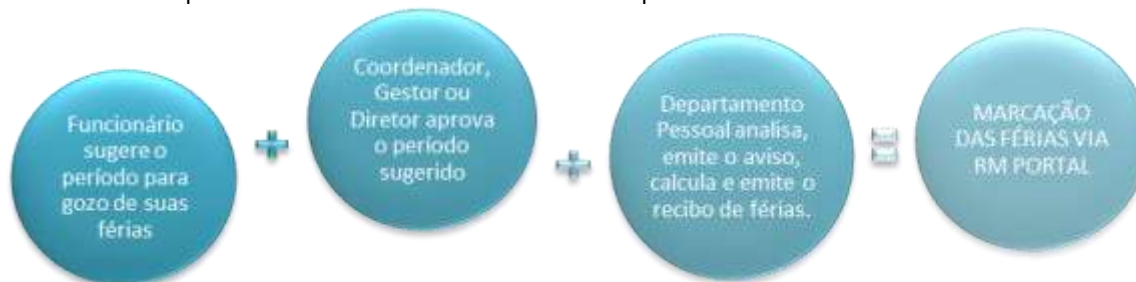 Funcionário
sugere o
período para
gozo de suas
férias
Coordenador,
Gestor ou
Diretor aprova
o período
sugerido
Departamento
Pessoal analisa,
emite o aviso,
calcula e emite o
recibo de férias.
MARCAÇÃO
DAS FÉRIAS VIA
RM PORTAL